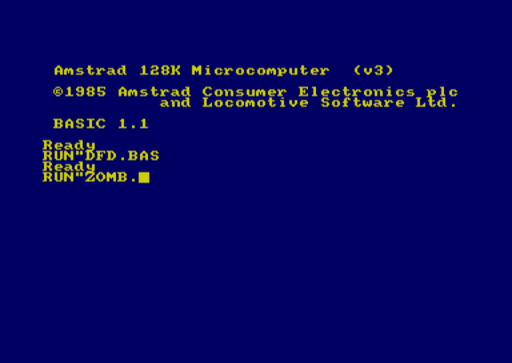 Amstrad 128K Microcomputer (v3)
©1985 Amstrad Consumer Electronics plc
and Locomotive Software Ltd.
BASIC 1.1
Ready
RUN"DFD.BAS
Ready
RUN"ZOMB.